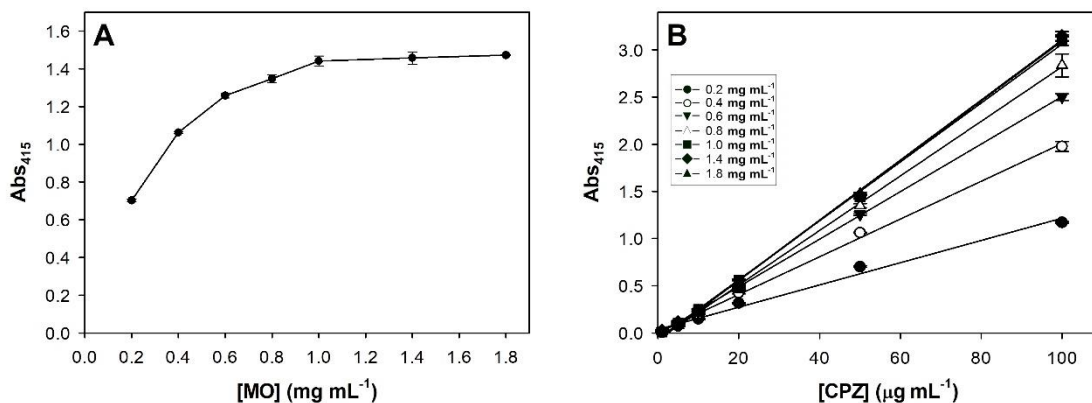 A
1.6
1.4
1.2
1.0
0.8
0.6
0.4
0.2
0.0
Abs₄₁₅
0.0 0.2 0.4 0.6 0.8 1.0 1.2 1.4 1.6 1.8
[MO] (mg mL⁻¹)
B
3.0
2.5
2.0
1.5
1.0
0.5
0.0
Abs₄₁₅
0.2 mg mL⁻¹
0.4 mg mL⁻¹
0.6 mg mL⁻¹
0.8 mg mL⁻¹
1.0 mg mL⁻¹
1.4 mg mL⁻¹
1.8 mg mL⁻¹
0 20 40 60 80 100
[CPZ] (μg mL⁻¹)